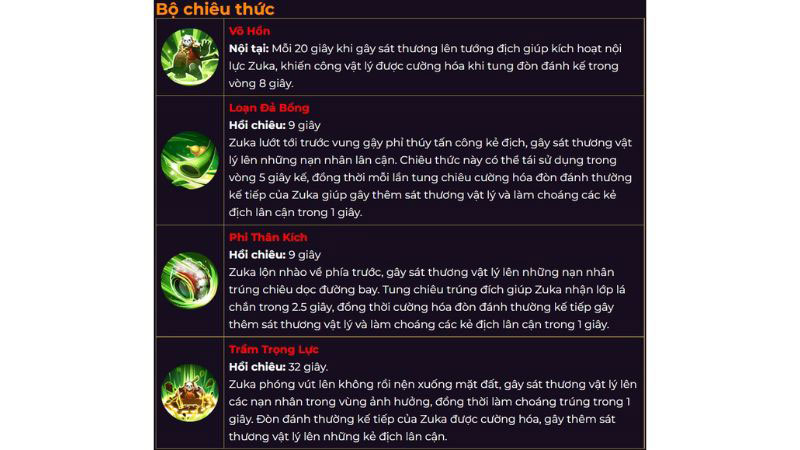 Bộ chiêu thức
Võ Hồn
Nội tại: Mỗi 20 giây khi gây sát thương lên tướng địch giúp kích hoạt nội
lực Zuka, khiến công vật lý được cường hóa khi tung đòn đánh kế trong
vòng 8 giây.
Loạn Đả Bổng
Hồi chiêu: 9 giây
Zuka lướt tới trước vung gậy phỉ thúy tấn công kẻ địch, gây sát thương vật
lý lên những nạn nhân lân cận. Chiêu thức này có thể tái sử dụng trong
vòng 5 giây kế, đồng thời mỗi lần tung chiêu cường hóa đòn đánh thường
kế tiếp của Zuka giúp gây thêm sát thương vật lý và làm choáng các kẻ
địch lân cận trong 1 giây.
Phi Thân Kích
Hồi chiêu: 9 giây
Zuka lộn nhào về phía trước, gây sát thương vật lý lên những nạn nhân
trúng chiêu dọc đường bay. Tung chiêu trúng đích giúp Zuka nhận lớp lá
chắn trong 2.5 giây, đồng thời cường hóa đòn đánh thường kế tiếp gây
thêm sát thương vật lý và làm choáng các kẻ địch lân cận trong 1 giây.
Trầm Trọng Lực
Hồi chiêu: 32 giây.
Zuka phóng vút lên không rồi nện xuống mặt đất, gây sát thương vật lý lên
các nạn nhân trong vùng ảnh hưởng, đồng thời làm choáng trúng trong 1
giây. Đòn đánh thường kế tiếp của Zuka được cường hóa, gây thêm sát
thương vật lý lên những kẻ địch lân cận.